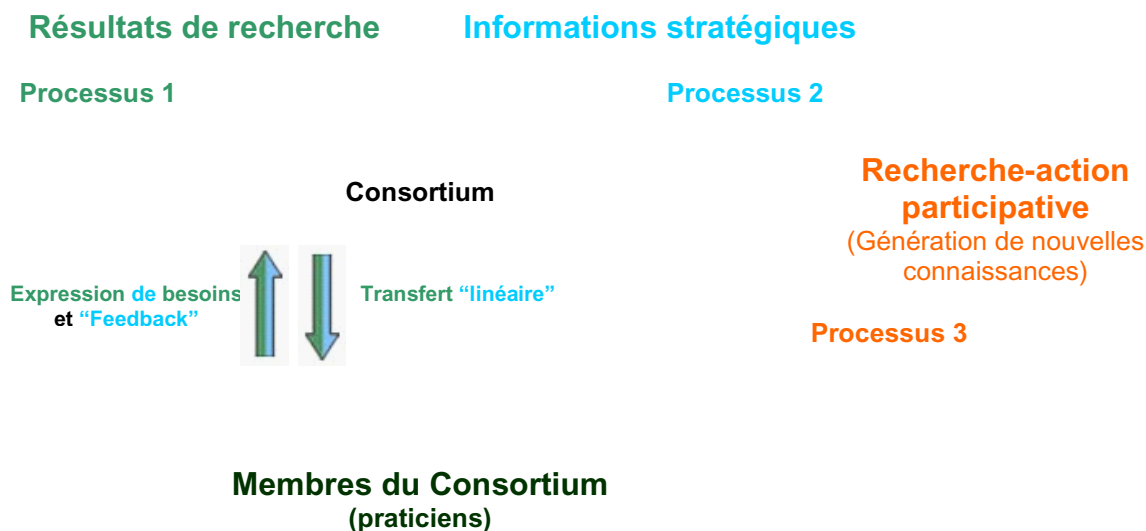 Résultats de recherche
Informations stratégiques
Processus 1
Processus 2
Consortium
Recherche-action
participative
(Génération de nouvelles
connaissances)
Expression de besoins
et “Feedback”
Transfert “linéaire”
Processus 3
Membres du Consortium
(praticiens)